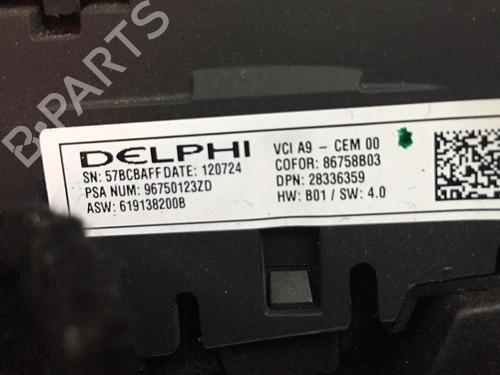 B-PARTS
DELPHI
SN: 57BCBAFF DATE: 120724
PSA NUM: 96750123ZD
ASW: 619138200B
VCI A9 - CEM 00
COFOR: 86758B03
DPN: 28336359
HW: B01 / SW: 4.0